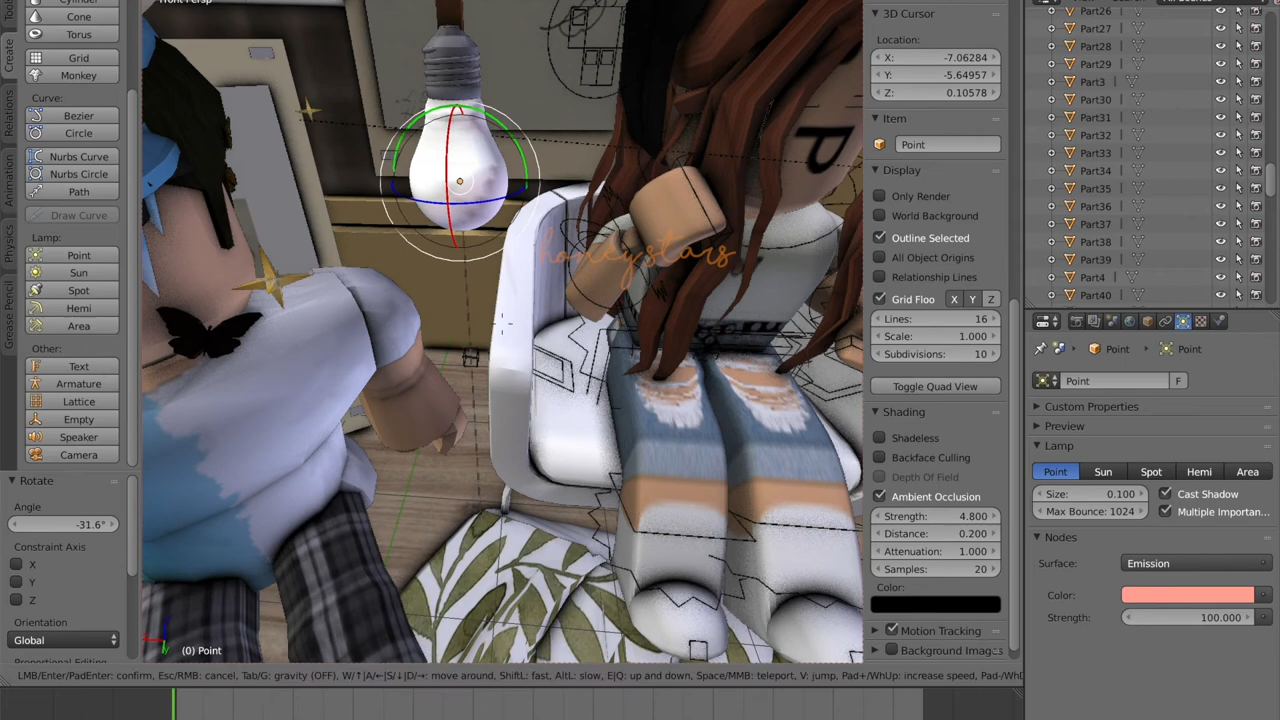 Cone
Torus
Grid
Monkey
Curve:
Bezier
Circle
Nurbs Curve
Nurbs Circle
Path
Draw Curve
Lamp:
Point
Sun
Spot
Hemi
Area
Other:
Text
Armature
Lattice
Empty
Speaker
Camera
Create
Relations
Animation
Physics
Grease Pencil
Rotate
Angle
-31.6°
Constraint Axis
X
Y
Z
Orientation
Global
honey stars
P
(0) Point
3D Cursor
Location:
X: -7.06284
Y: -5.64957
Z: 0.10578
Item
Point
Display
Only Render
World Background
Outline Selected
All Object Origins
Relationship Lines
Grid Floo X Y Z
Lines: 16
Scale: 1.000
Subdivisions: 10
Toggle Quad View
Shading
Shadeless
Backface Culling
Depth Of Field
Ambient Occlusion
Strength: 4.800
Distance: 0.200
Attenuation: 1.000
Samples: 20
Color:
Motion Tracking
Background Images
Part26
Part27
Part28
Part29
Part3
Part30
Part31
Part32
Part33
Part34
Part35
Part36
Part37
Part38
Part39
Part4
Part40
Point Point
Point F
Custom Properties
Preview
Lamp
Point Sun Spot Hemi Area
Size: 0.100 Cast Shadow
Max Bounce: 1024 Multiple Importan...
Nodes
Surface: Emission
Color:
Strength: 100.000
LMB/Enter/PadEnter: confirm, Esc/RMB: cancel, Tab/G: gravity (OFF), W/↑|A/←|S/↓|D/→: move around, ShiftL: fast, AltL: slow, E|Q: up and down, Space/MMB: teleport, V: jump, Pad+/WhUp: increase speed, Pad-/Wh